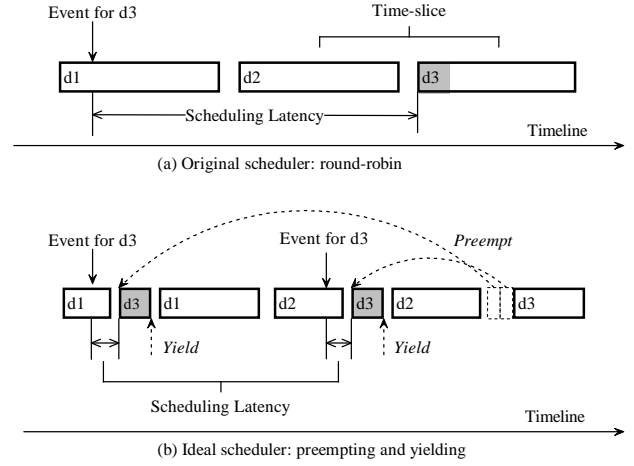 Event for d3
Time-slice
d1
d2
d3
Scheduling Latency
Timeline
(a) Original scheduler: round-robin
Event for d3
Event for d3
Preempt
d1
d3
d1
d2
d3
d2
d3
Yield
Yield
Scheduling Latency
Timeline
(b) Ideal scheduler: preempting and yielding